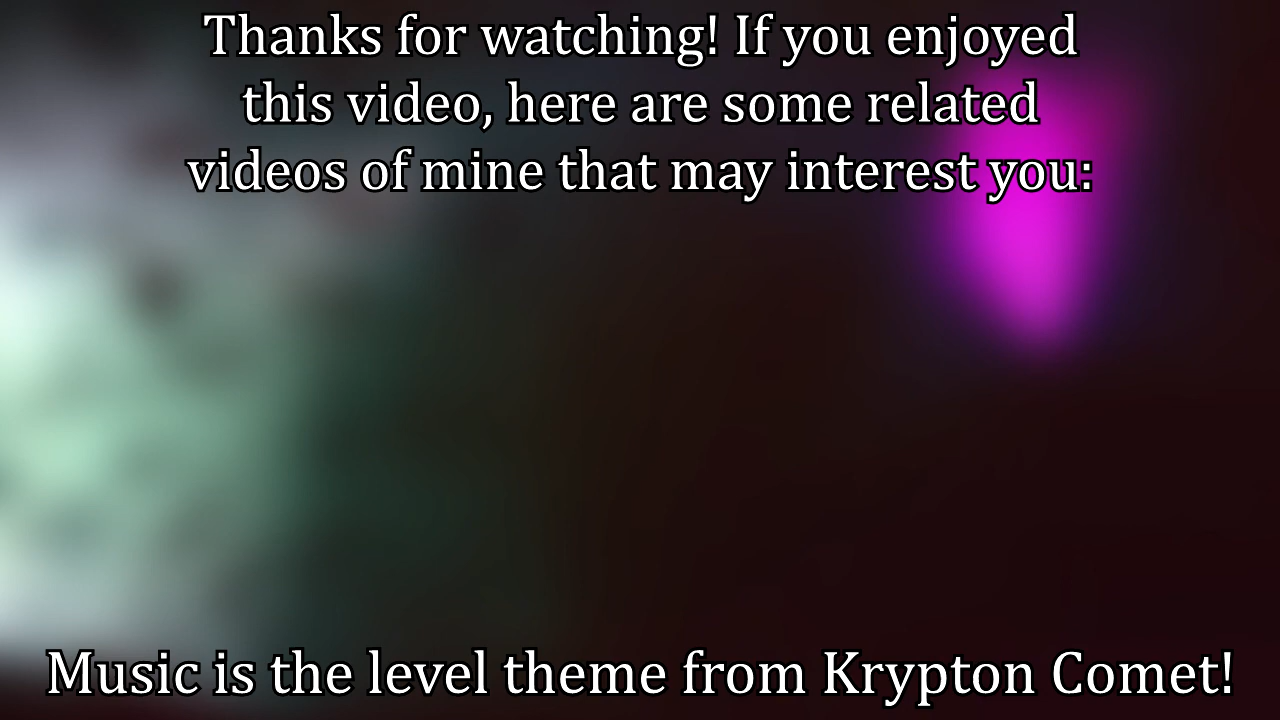 Thanks for watching! If you enjoyed
this video, here are some related
videos of mine that may interest you:
Music is the level theme from Krypton Comet!